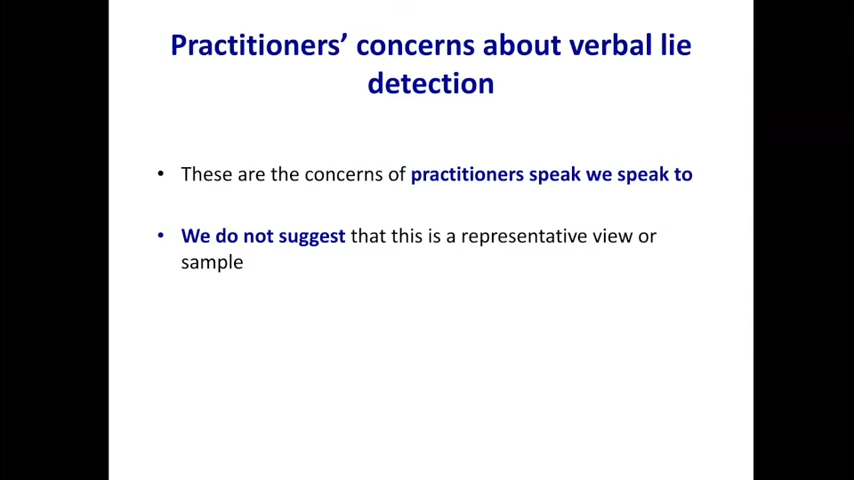 Practitioners’ concerns about verbal lie
detection
• These are the concerns of practitioners speak we speak to
• We do not suggest that this is a representative view or
sample